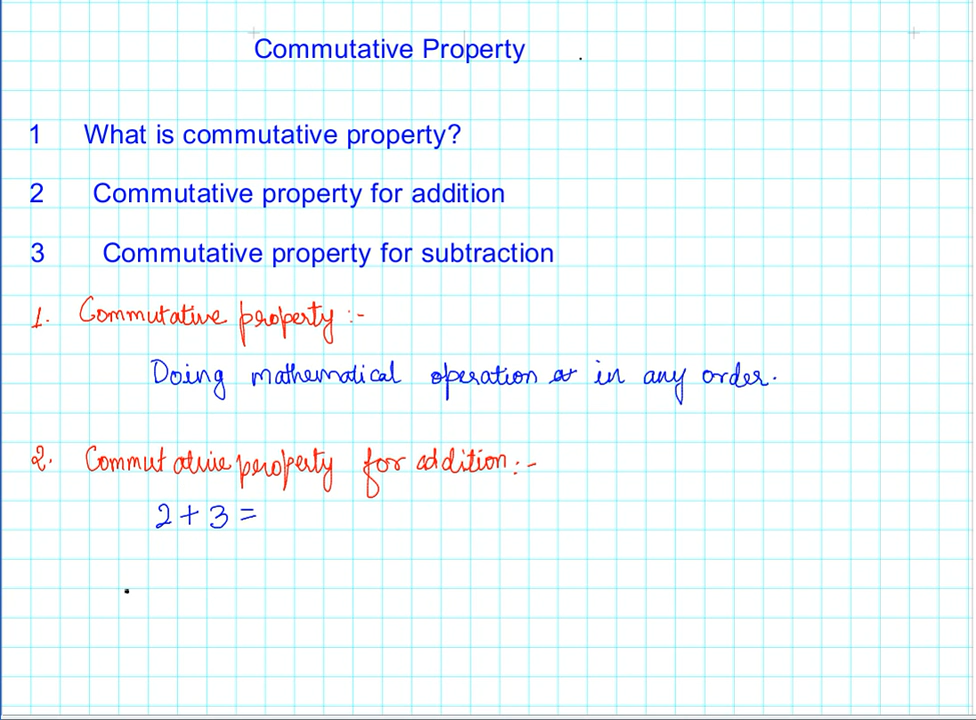 Commutative Property
1 What is commutative property?
2 Commutative property for addition
3 Commutative property for subtraction
1. Commutative property :-
Doing mathematical operation in any order.
2. Commutative property for addition :-
2 + 3 =